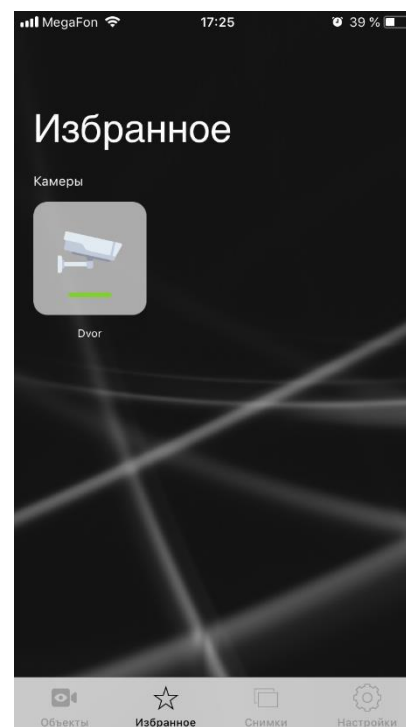 MegaFon 17:25 39 %
Избранное
Камеры
Dvor
Объекты Избранное Снимки Настройки